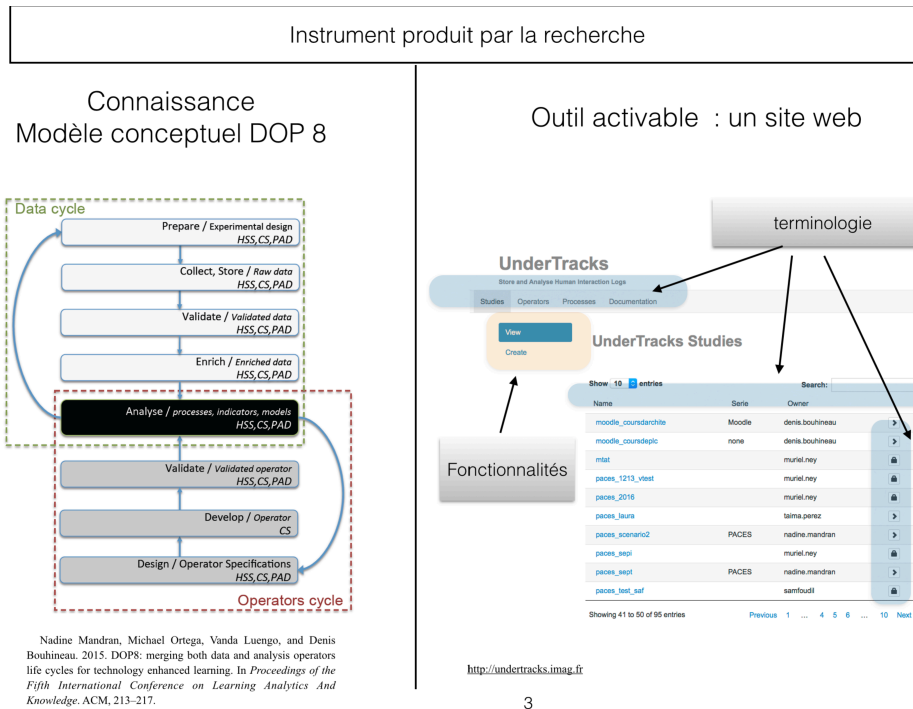 Instrument produit par la recherche
Connaissance
Modèle conceptuel DOP 8
Data cycle
Prepare / Experimental design
HSS,CS,PAD
Collect, Store / Raw data
HSS,CS,PAD
Validate / Validated data
HSS,CS,PAD
Enrich / Enriched data
HSS,CS,PAD
Analyse / processes, indicators, models
HSS,CS,PAD
Validate / Validated operator
HSS,CS,PAD
Develop / Operator
CS
Design / Operator Specifications
HSS,CS,PAD
Operators cycle
Nadine Mandran, Michael Ortega, Vanda Luengo, and Denis
Bouhineau. 2015. DOP8: merging both data and analysis operators
life cycles for technology enhanced learning. In Proceedings of the
Fifth International Conference on Learning Analytics And
Knowledge. ACM, 213–217.
Outil activable : un site web
terminologie
UnderTracks
Store and Analyse Human Interaction Logs
Studies Operators Processes Documentation
View
Create
UnderTracks Studies
Fonctionnalités
Show 10 entries Search:
Name Serie Owner
moodle_coursdarchite Moodle denis.bouhineau
moodle_coursdeplc none denis.bouhineau
mtat muriel.ney
paces_1213_vtest muriel.ney
paces_2016 muriel.ney
paces_laura taima.perez
paces_scenario2 PACES nadine.mandran
paces_sepi muriel.ney
paces_sept PACES nadine.mandran
paces_test_saf samfoudil
Showing 41 to 50 of 95 entries Previous 1 ... 4 5 6 ... 10 Next
http://undertracks.imag.fr
3